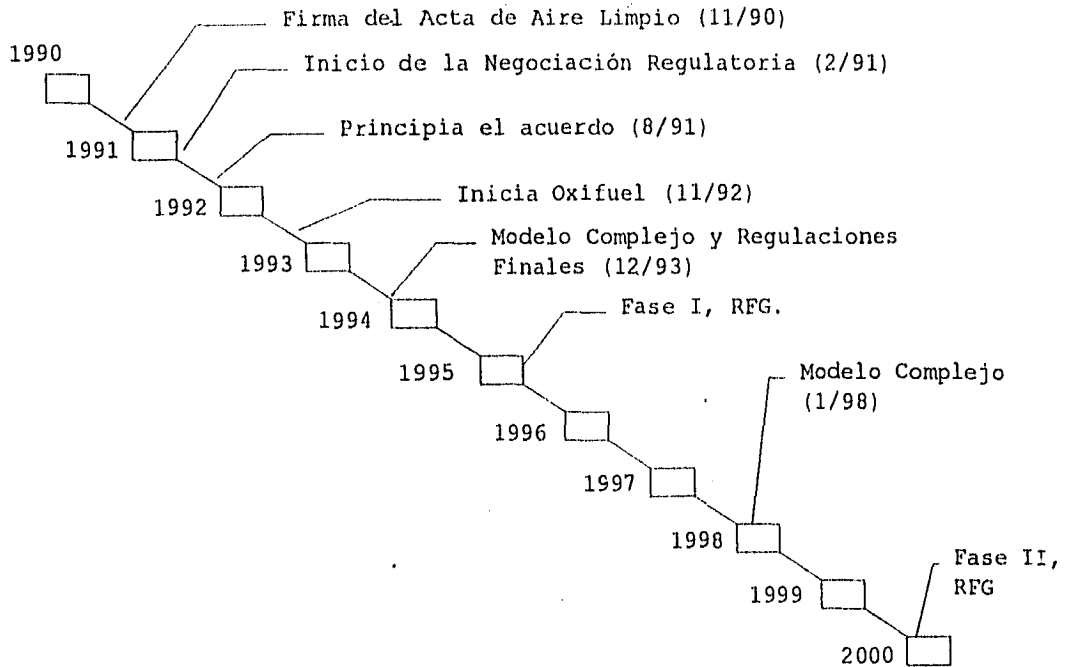 Firma del Acta de Aire Limpio (11/90)
1990
Inicio de la Negociación Regulatoria (2/91)
Principia el acuerdo (8/91)
1991
Inicia Oxifuel (11/92)
1992
Modelo Complejo y Regulaciones
Finales (12/93)
1993
Fase I, RFG.
1994
1995
Modelo Complejo
(1/98)
1996
1997
1998
Fase II,
RFG
1999
2000